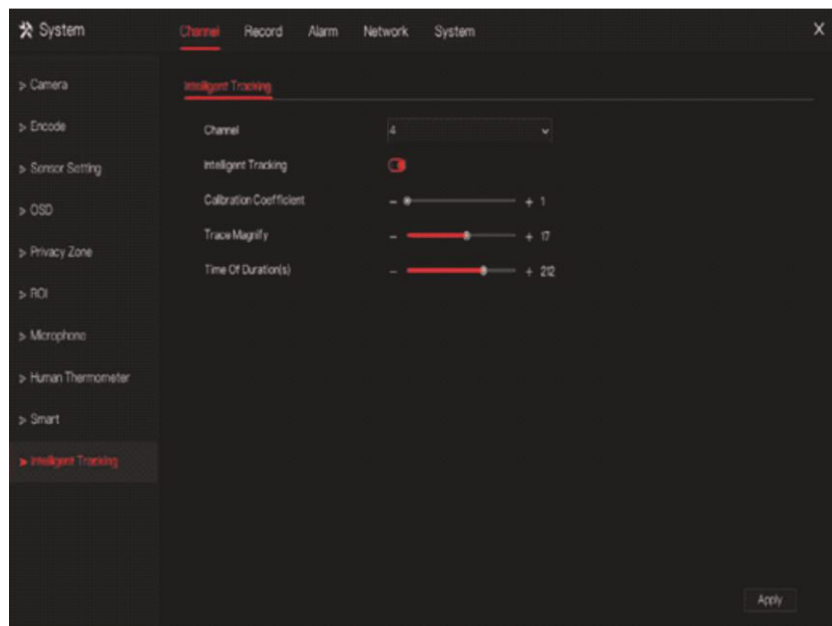 System
Channel Record Alarm Network System X
Camera
Encode
Sensor Setting
OSD
Privacy Zone
ROI
Microphone
Human Thermometer
Smart
Intelligent Tracking
Intelligent Tracking
Channel 4
Intelligent Tracking
Calibration Coefficient - + 1
Trace Magnify - + 17
Time Of Duration(s) - + 212
Apply